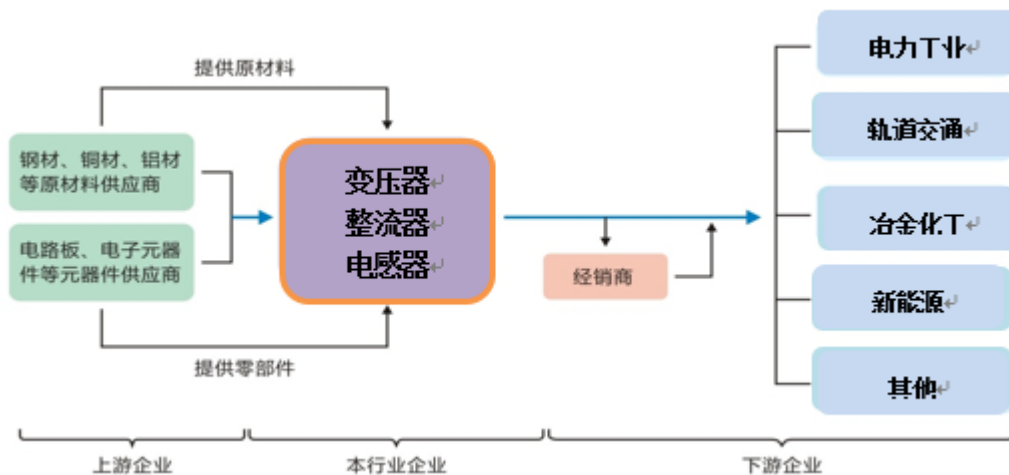 提供原材料
钢材、铜材、铝材
等原材料供应商
电路板、电子元器
件等元器件供应商
提供零部件
变压器
整流器
电感器
经销商
电力工业
轨道交通
冶金化工
新能源
其他
上游企业
本行业企业
下游企业